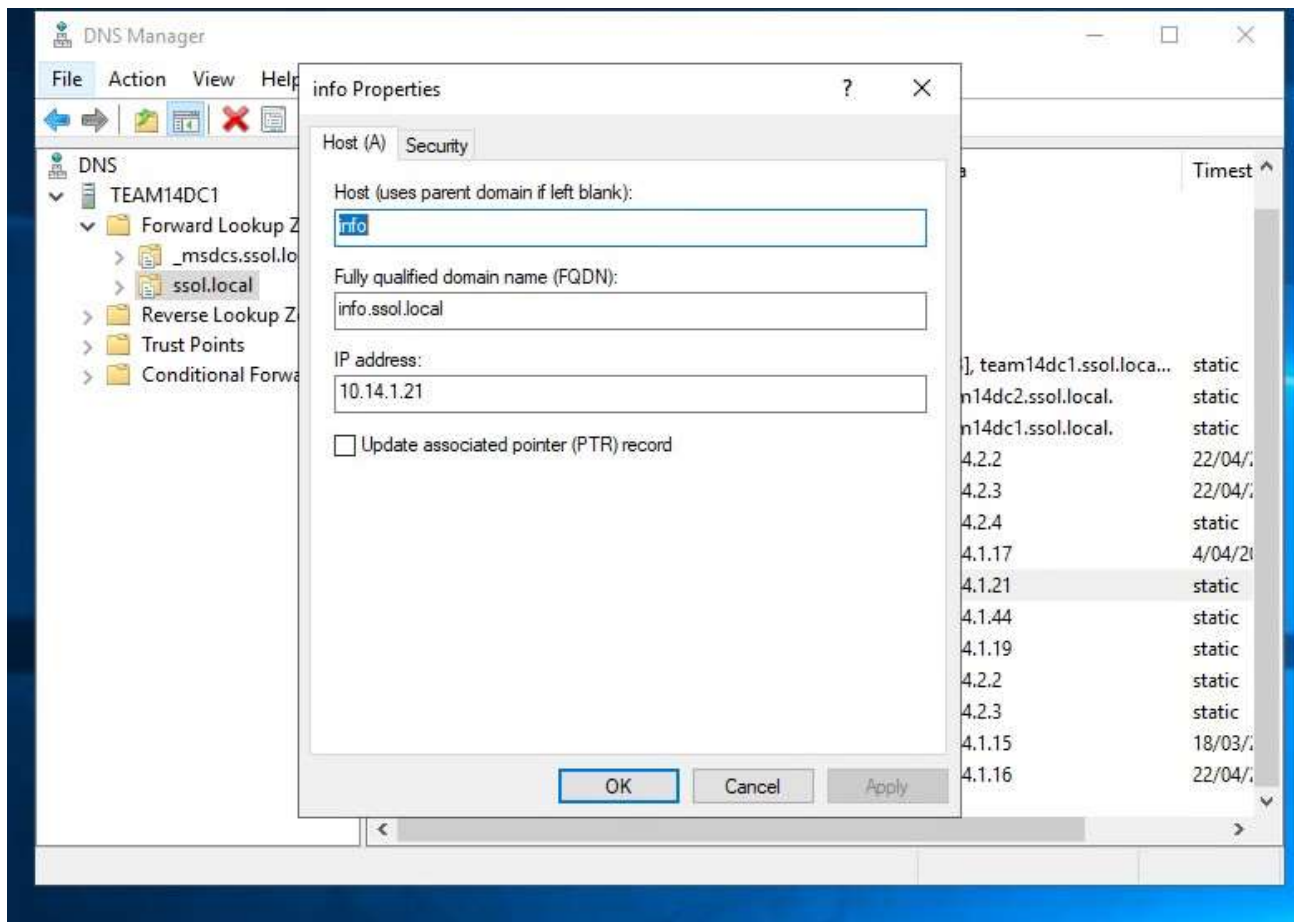 DNS Manager
File Action View Help
info Properties
Host (A) Security
Host (uses parent domain if left blank):
info
Fully qualified domain name (FQDN):
info.ssol.local
IP address:
10.14.1.21
Update associated pointer (PTR) record
OK Cancel Apply
DNS
TEAM14DC1
Forward Lookup Z
_msdcs.ssol.lo
ssol.local
Reverse Lookup Z
Trust Points
Conditional Forwa
Timest
], team14dc1.ssol.loca... static
14dc2.ssol.local. static
14dc1.ssol.local. static
4.2.2 22/04/
4.2.3 22/04/
4.2.4 static
4.1.17 4/04/20
4.1.21 static
4.1.44 static
4.1.19 static
4.2.2 static
4.2.3 static
4.1.15 18/03/
4.1.16 22/04/